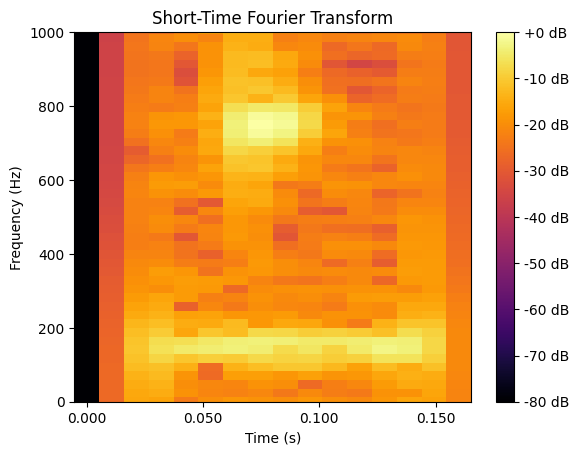 Short-Time Fourier Transform
Frequency (Hz)
1000
800
600
400
200
0
0.000
0.050
0.100
0.150
Time (s)
+0 dB
-10 dB
-20 dB
-30 dB
-40 dB
-50 dB
-60 dB
-70 dB
-80 dB